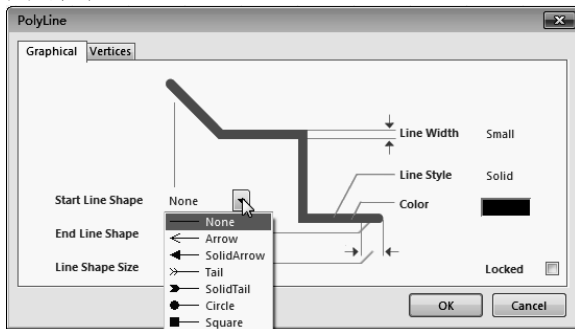 PolyLine
Graphical Vertices
Line Width Small
Line Style Solid
Start Line Shape None Color
None
End Line Shape Arrow
SolidArrow
Line Shape Size Tail Locked
SolidTail
Circle OK Cancel
Square